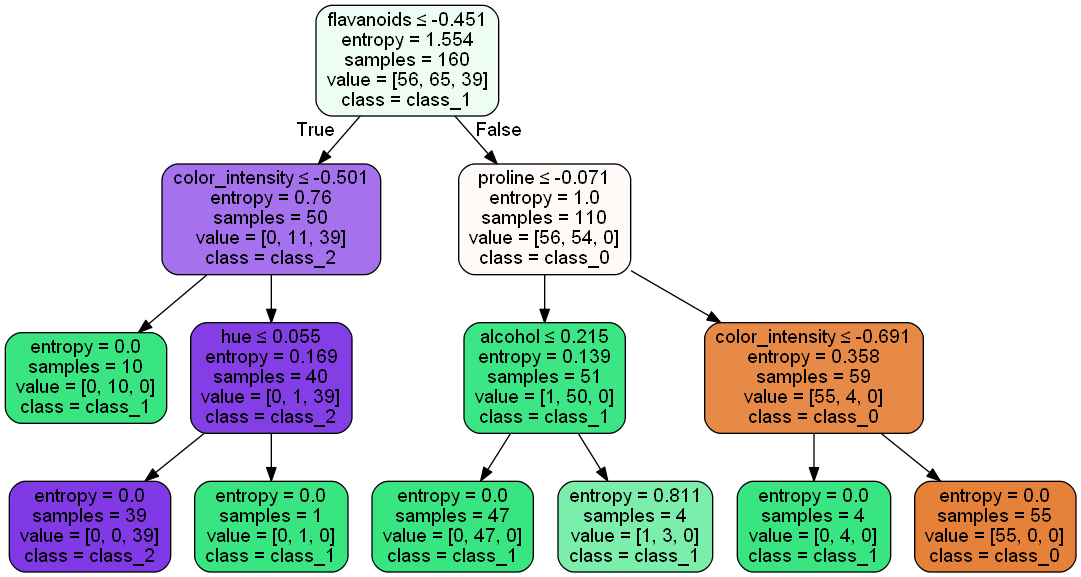 flavanoids ≤ -0.451
entropy = 1.554
samples = 160
value = [56, 65, 39]
class = class_1
True
False
color_intensity ≤ -0.501
entropy = 0.76
samples = 50
value = [0, 11, 39]
class = class_2
proline ≤ -0.071
entropy = 1.0
samples = 110
value = [56, 54, 0]
class = class_0
entropy = 0.0
samples = 10
value = [0, 10, 0]
class = class_1
hue ≤ 0.055
entropy = 0.169
samples = 40
value = [0, 1, 39]
class = class_2
alcohol ≤ 0.215
entropy = 0.139
samples = 51
value = [1, 50, 0]
class = class_1
color_intensity ≤ -0.691
entropy = 0.358
samples = 59
value = [55, 4, 0]
class = class_0
entropy = 0.0
samples = 39
value = [0, 0, 39]
class = class_2
entropy = 0.0
samples = 1
value = [0, 1, 0]
class = class_1
entropy = 0.0
samples = 47
value = [0, 47, 0]
class = class_1
entropy = 0.811
samples = 4
value = [1, 3, 0]
class = class_1
entropy = 0.0
samples = 4
value = [0, 4, 0]
class = class_1
entropy = 0.0
samples = 55
value = [55, 0, 0]
class = class_0